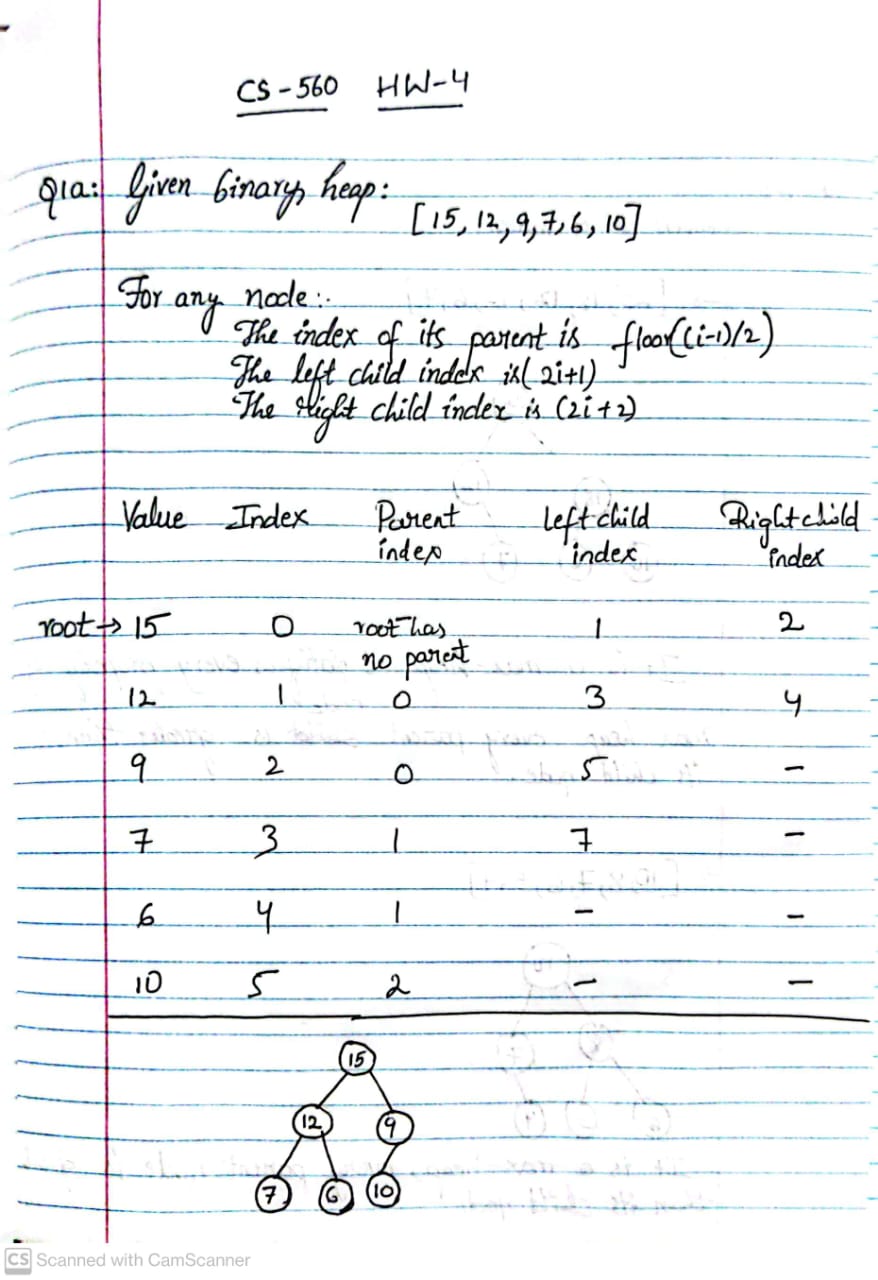 CS-560 HW-4
Q1a: Given binary heap:
[15, 12, 9, 7, 6, 10]
For any node:.
The index of its parent is floor((i-1)/2)
The left child index is (2i+1)
The Right child index is (2i+2)
Value Index Parent index Left child index Right child index
root → 15 0 root has no parent 1 2
12 1 0 3 4
9 2 0 5 -
7 3 1 7 -
6 4 1 - -
10 5 2 - -
15
12 9
7 6 10
CS Scanned with CamScanner